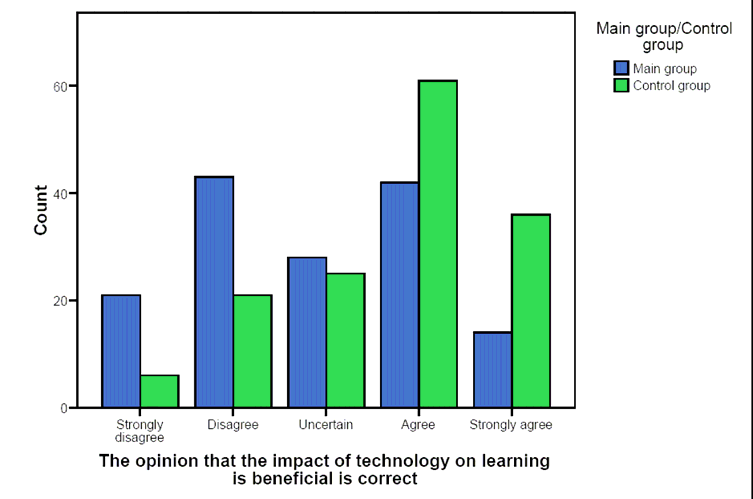 Main group/Control
group
Main group
Control group
Count
60
40
20
0
Strongly
disagree
Disagree
Uncertain
Agree
Strongly agree
The opinion that the impact of technology on learning
is beneficial is correct